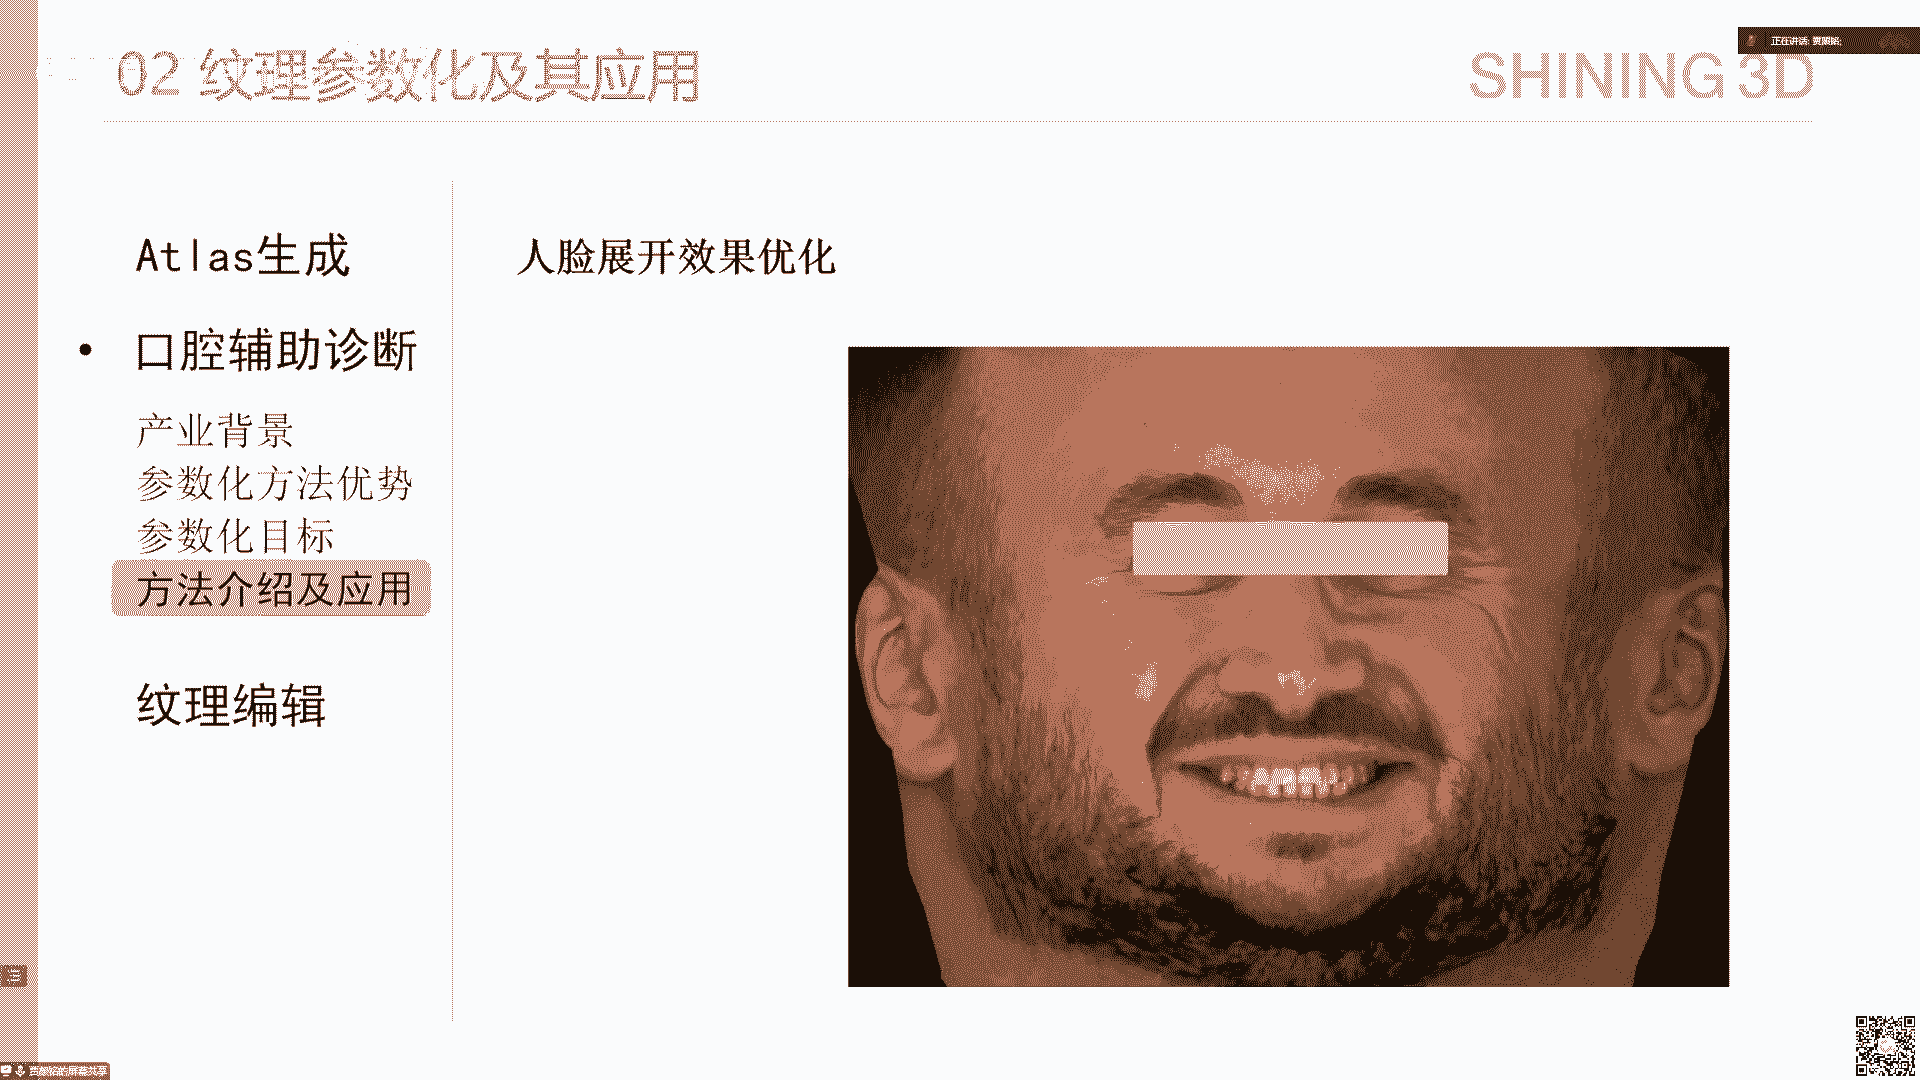 02 纹理参数化及其应用
SHINING 3D
Atlas生成
• 口腔辅助诊断
产业背景
参数化方法优势
参数化目标
方法介绍及应用
纹理编辑
人脸展开效果优化
正在讲话:
的屏幕共享